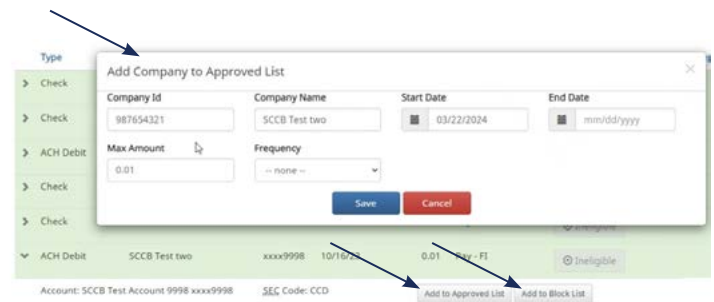 Type
Add Company to Approved List
×
Check
Company Id
Company Name
Start Date
End Date
Check
987654321
SCCB Test two
03/22/2024
mm/dd/yyyy
ACH Debit
Max Amount
Frequency
0.01
-- none --
Check
Save
Cancel
Check
Ineligible
ACH Debit SCCB Test two xxxx9998 10/16/23 0.01 Pay - FI Ineligible
Account: SCCB Test Account 9998 xxxx9998 SEC Code: CCD Add to Approved List Add to Block List